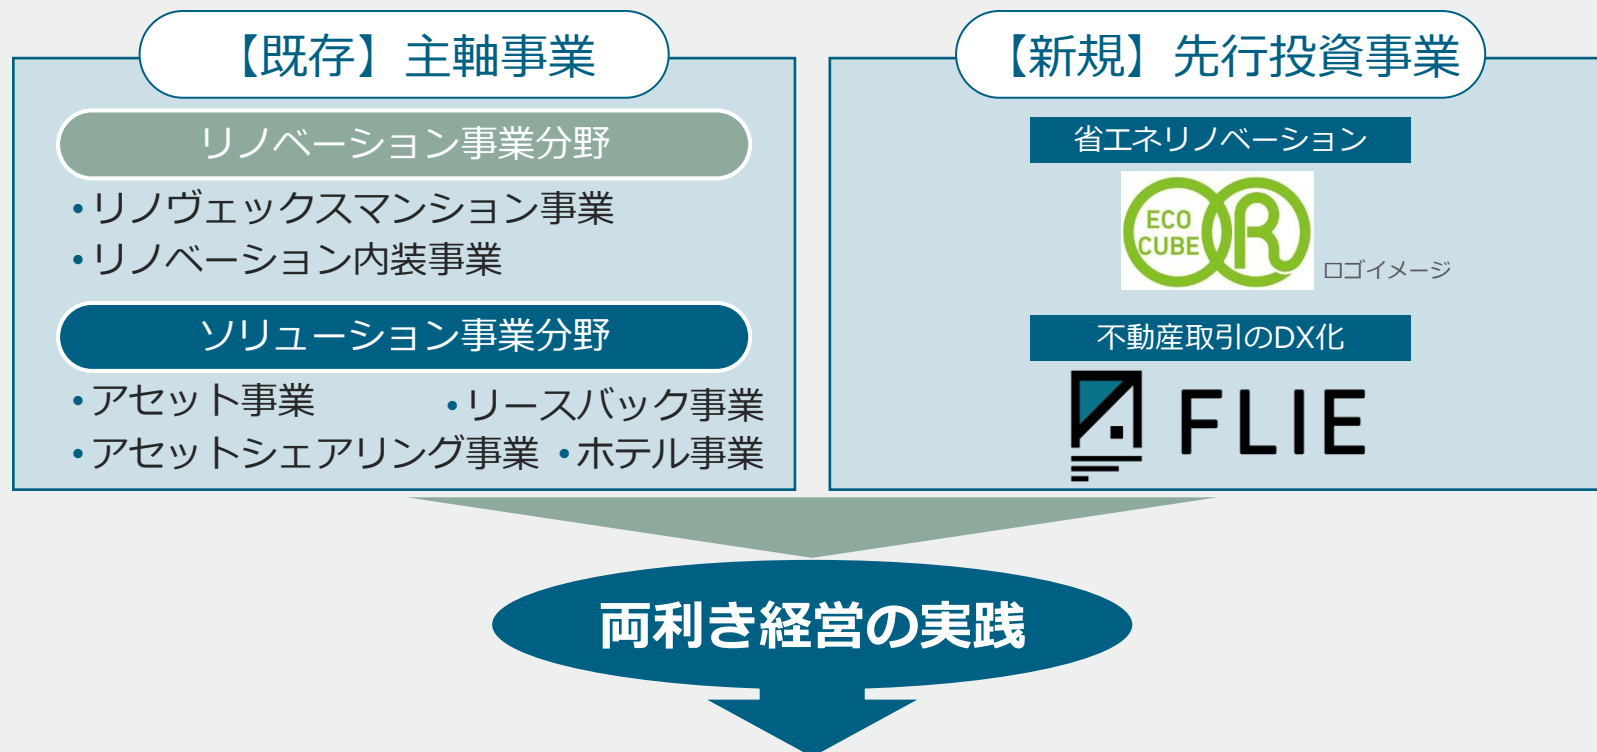 【既存】主軸事業
リノベーション事業分野
•リノヴェックスマンション事業
•リノベーション内装事業
ソリューション事業分野
•アセット事業
•リースバック事業
•アセットシェアリング事業
•ホテル事業
【新規】先行投資事業
省エネリノベーション
ECO
CUBE
R
ロゴイメージ
不動産取引のDX化
FLIE
両利き経営の実践